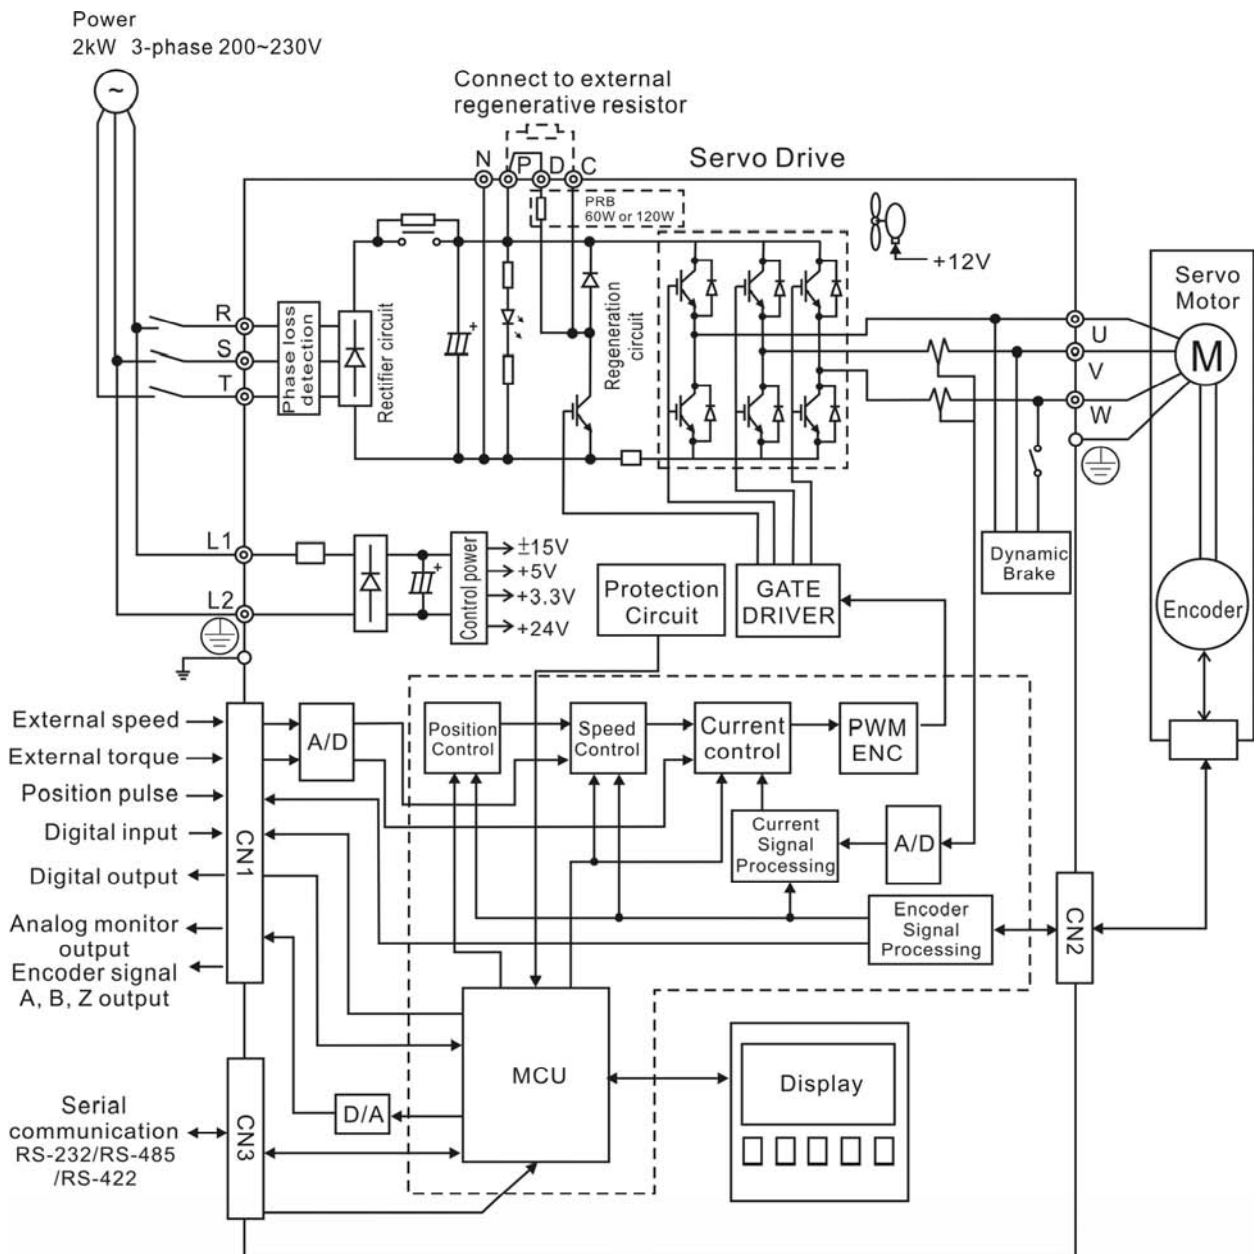 Power
2kW 3-phase 200~230V
~
Connect to external
regenerative resistor
N
P
D
C
Servo Drive
PRB
60W or 120W
+12V
Servo
Motor
R
S
T
Phase loss
detection
Rectifier circuit
+
Regeneration
circuit
U
V
W
M
L1
L2
+
Control power
±15V
+5V
+3.3V
+24V
Protection
Circuit
GATE
DRIVER
Dynamic
Brake
Encoder
External speed
External torque
Position pulse
Digital input
Digital output
Analog monitor
output
Encoder signal
A, B, Z output
CN1
A/D
Position
Control
Speed
Control
Current
control
PWM
ENC
Current
Signal
Processing
A/D
Encoder
Signal
Processing
CN2
MCU
Display
D/A
CN3
Serial
communication
RS-232/RS-485
/RS-422